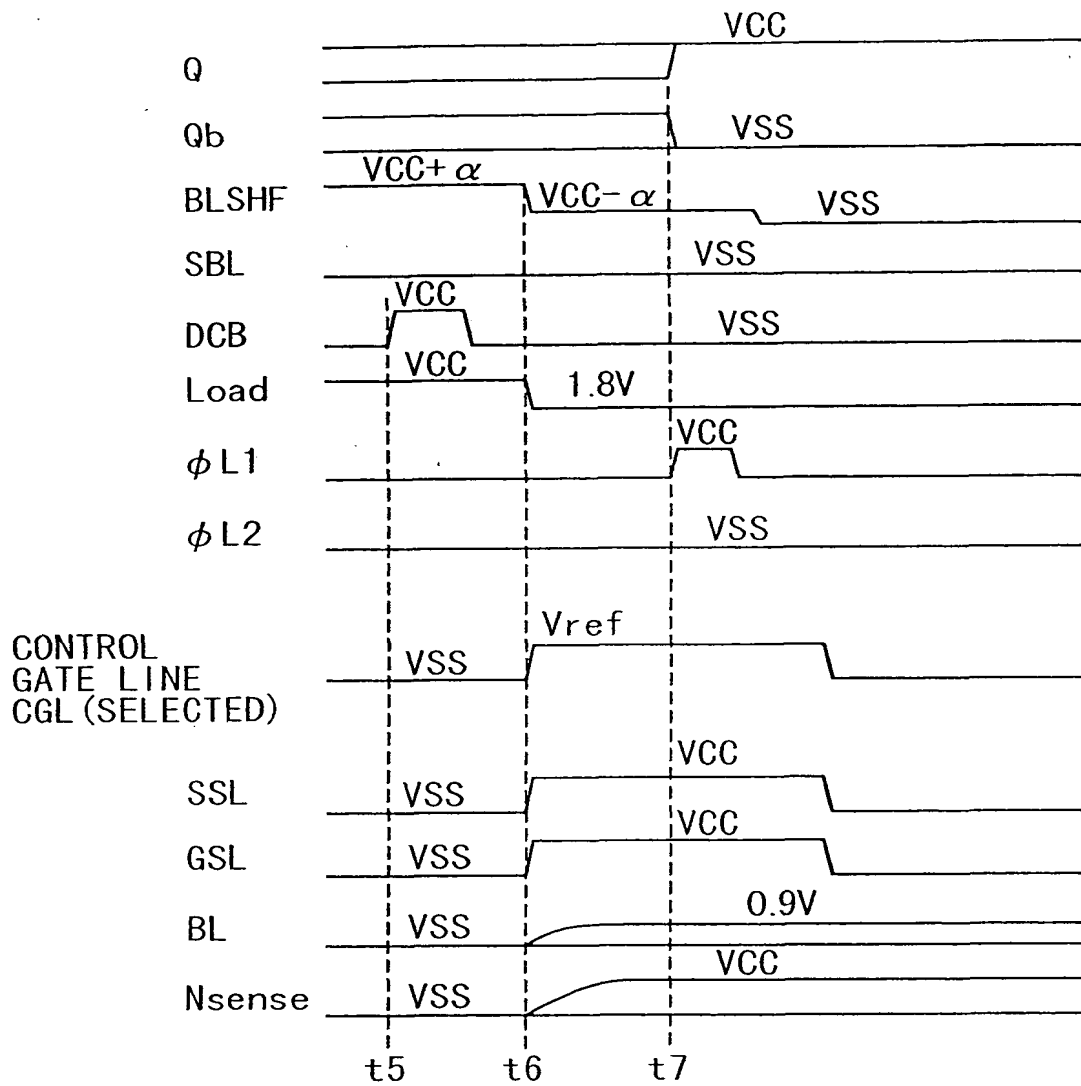 VCC
Q
Qb VSS
VCC+α
BLSHF VCC-α VSS
SBL VSS
VCC
DCB VSS
VCC
Load 1.8V
VCC
φL1
φL2 VSS
Vref
CONTROL
GATE LINE
CGL(SELECTED)
VSS
VCC
SSL VSS
VCC
GSL VSS
0.9V
BL VSS
VCC
Nsense VSS
t5 t6 t7